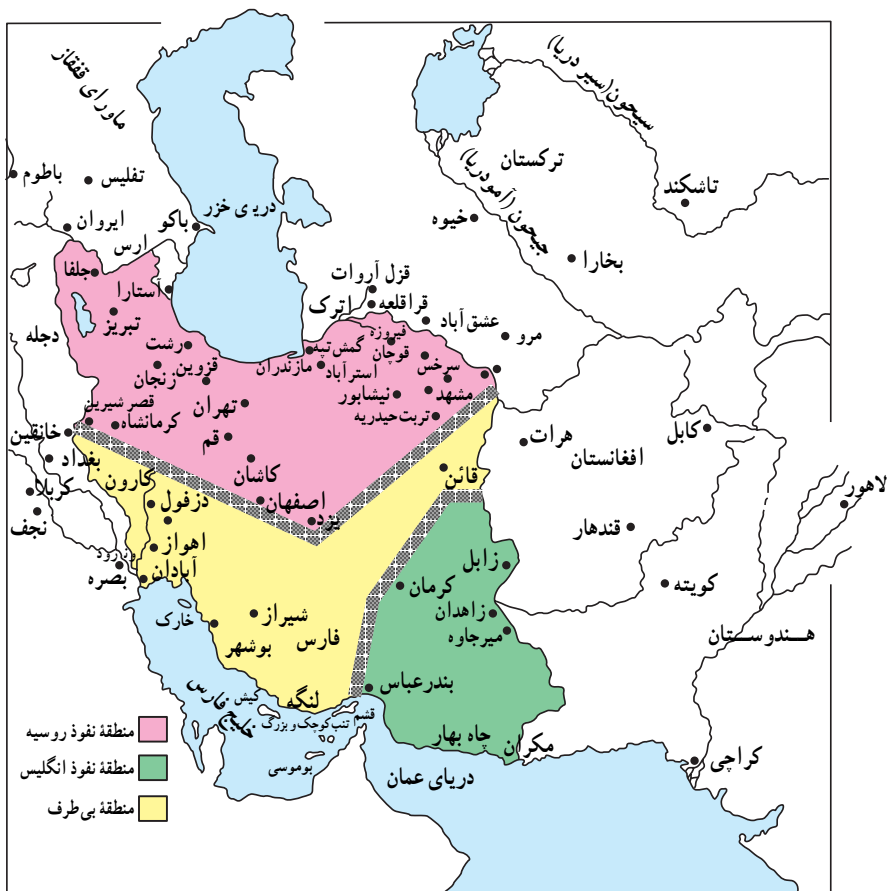 ماورای قفقاز
سیحون(سیر دریا)
ترکستان
جیحون(آمودریا)
باطوم
تفلیس
تاشکند
دریای خزر
باکو
ایروان
خیوه
ارس
بخارا
جلفا
آستارا
قزل آروات
قراقلعه
اترک
عشق آباد
مرو
تبریز
دجله
رشت
فیروزه
قوچان
گمش تپه
مازندران
استرآباد
سرخس
قزوین
زنجان
مشهد
نیشابور
تربت حیدریه
قصر شیرین
کرمانشاه
تهران
قم
خانقین
هرات
کابل
افغانستان
بغداد
کارون
کاشان
قائن
کربلا
دزفول
اصفهان
یزد
لاهور
نجف
قندهار
اهواز
بصره
آبادان
زابل
کرمان
کویته
خارک
شیراز
فارس
زاهدان
میرجاوه
بوشهر
هندوستان
خلیج فارس
کیش
لنگه
بندرعباس
قشم
تنب کوچک و بزرگ
چاه بهار
مکران
بوموسی
دریای عمان
کراچی
منطقهٔ نفوذ روسیه
منطقهٔ نفوذ انگلیس
منطقهٔ بی‌طرف